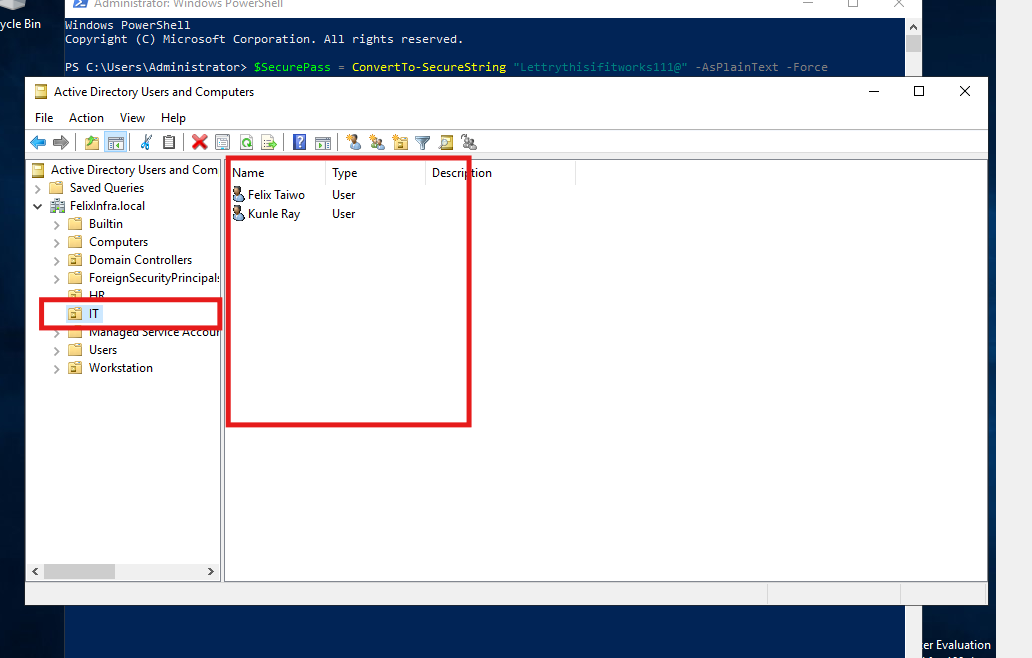 Administrator: Windows PowerShell
ycle Bin
Windows PowerShell
Copyright (C) Microsoft Corporation. All rights reserved.
PS C:\Users\Administrator> $SecurePass = ConvertTo-SecureString "Lettrythisifitworks111@" -AsPlainText -Force
Active Directory Users and Computers
File Action View Help
Active Directory Users and Com
Saved Queries
FelixInfra.local
Builtin
Computers
Domain Controllers
ForeignSecurityPrincipals
HR
IT
Managed Service Accoun
Users
Workstation
Name Type Description
Felix Taiwo User
Kunle Ray User
er Evaluation